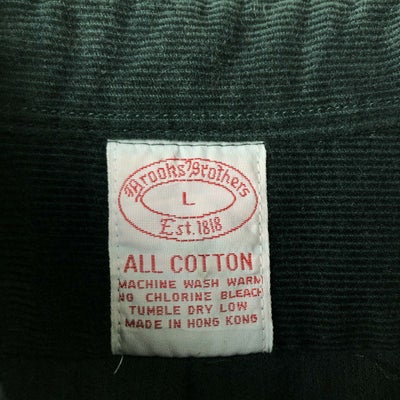 Brooks Brothers
L
Est. 1818
ALL COTTON
MACHINE WASH WARM
NO CHLORINE BLEACH
TUMBLE DRY LOW
MADE IN HONG KONG